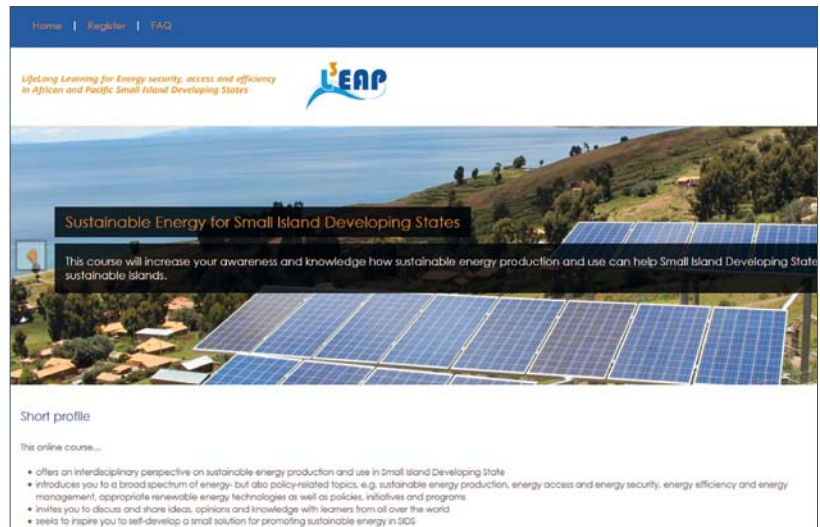 Home | Register | FAQ
LifeLong Learning for Energy security, access and efficiency
in African and Pacific Small Island Developing States
L³EAP
Sustainable Energy for Small Island Developing States
This course will increase your awareness and knowledge how sustainable energy production and use can help Small Island Developing State
sustainable islands.
Short profile
This online course...
• offers an interdisciplinary perspective on sustainable energy production and use in Small Island Developing State
• introduces you to a broad spectrum of energy- but also policy-related topics, e.g. sustainable energy production, energy access and energy security, energy efficiency and energy
management, appropriate renewable energy technologies as well as policies, initiatives and programs
• invites you to discuss and share ideas, opinions and knowledge with learners from all over the world
• seeks to inspire you to self-develop a small solution for promoting sustainable energy in SIDS